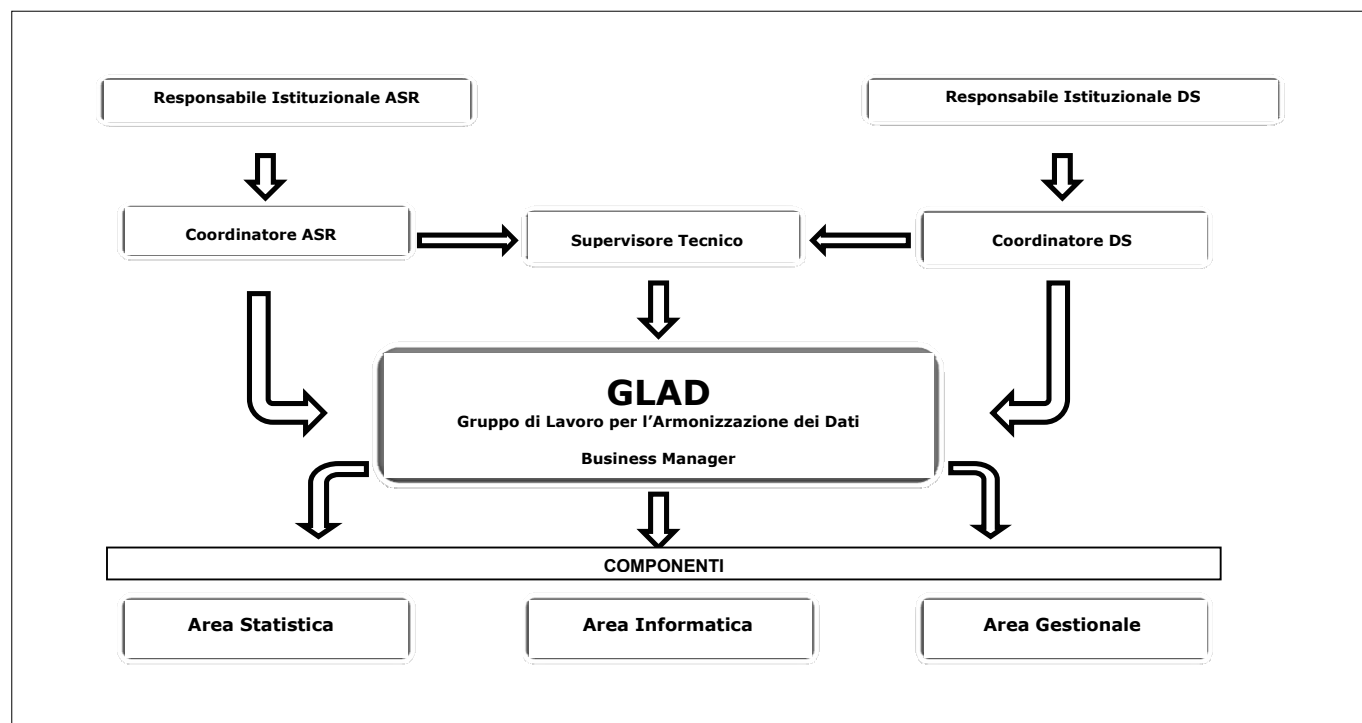 Responsabile Istituzionale ASR
Responsabile Istituzionale DS
Coordinatore ASR
Supervisore Tecnico
Coordinatore DS
GLAD
Gruppo di Lavoro per l’Armonizzazione dei Dati
Business Manager
COMPONENTI
Area Statistica
Area Informatica
Area Gestionale